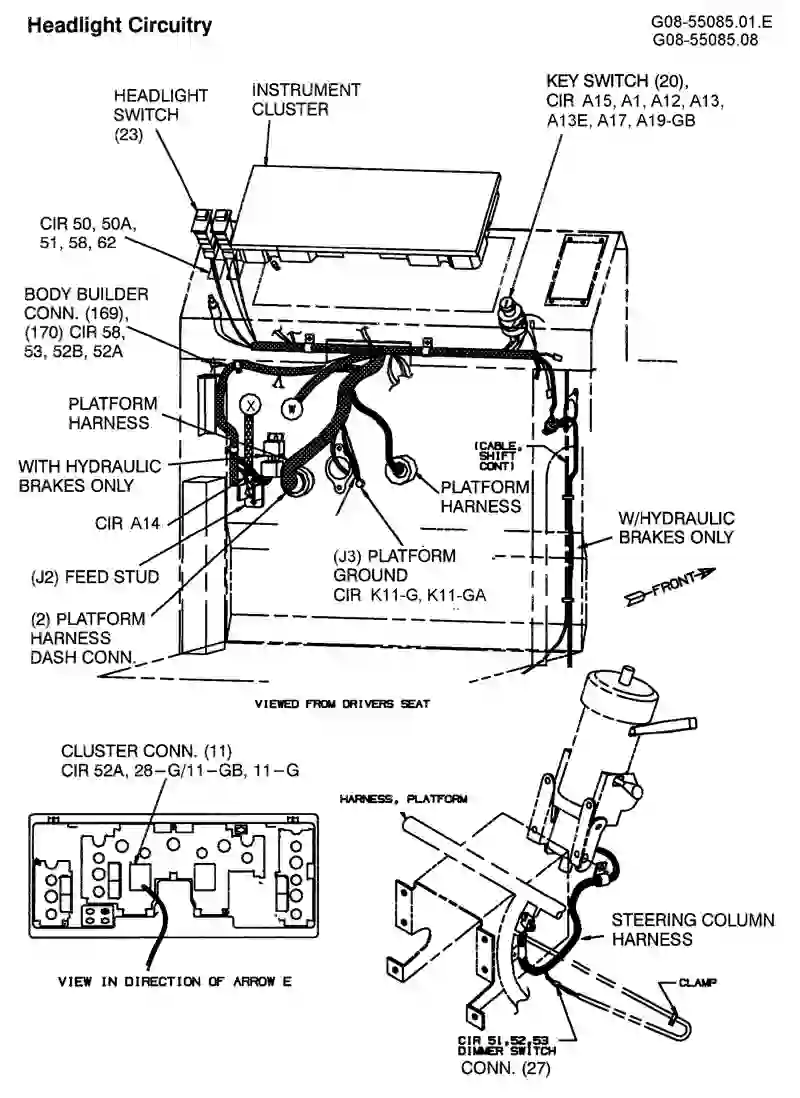 Headlight Circuitry
G08-55085.01.E
G08-55085.08
HEADLIGHT
SWITCH
(23)
INSTRUMENT
CLUSTER
KEY SWITCH (20),
CIR A15, A1, A12, A13,
A13E, A17, A19-GB
CIR 50, 50A,
51, 58, 62
BODY BUILDER
CONN. (169),
(170) CIR 58,
53, 52B, 52A
X
W
PLATFORM
HARNESS
(CABLE,
SHIFT
CONT)
WITH HYDRAULIC
BRAKES ONLY
PLATFORM
HARNESS
CIR A14
W/HYDRAULIC
BRAKES ONLY
(J2) FEED STUD
(J3) PLATFORM
GROUND
CIR K11-G, K11-GA
FRONT
(2) PLATFORM
HARNESS
DASH CONN.
VIEWED FROM DRIVERS SEAT
CLUSTER CONN. (11)
CIR 52A, 28-G/11-GB, 11-G
HARNESS, PLATFORM
STEERING COLUMN
HARNESS
VIEW IN DIRECTION OF ARROW E
CLAMP
CIR 51,52,53
DIMMER SWITCH
CONN. (27)